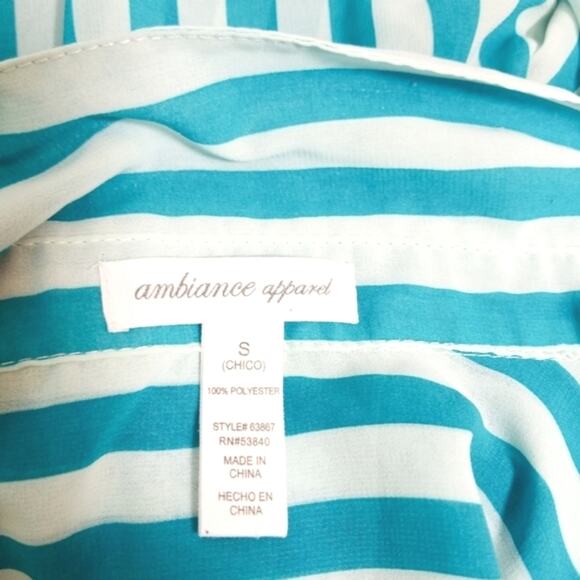 ambiance apparel
S
(CHICO)
100% POLYESTER
STYLE# 63867
RN#53840
MADE IN
CHINA
HECHO EN
CHINA